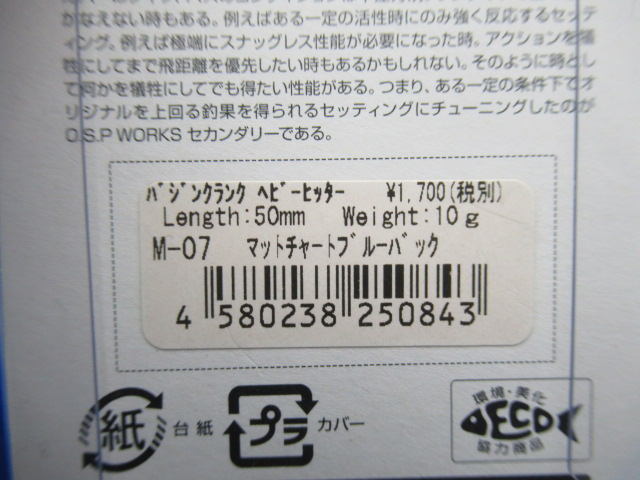 かなえない時もある。例えばある一定の活性時にのみ強く反応するセッティ
ング。例えば極端にスナッグレス性能が必要になった時。アクションを犠
牲にしてまで飛距離を優先したい時もあるかもしれない。そのように時とし
て何かを犠牲にしてでも得たい性能がある。つまり、ある一定の条件下でオ
リジナルを上回る釣果を得られるセッティングにチューニングしたのが
O.S.P WORKS セカンダリーである。
ﾊﾞｼﾞﾝｸﾗﾝｸ ﾍﾋﾞｰﾋｯﾀｰ ¥1,700(税別)
Length:50mm Weight:10g
M-07 ﾏｯﾄﾁｬｰﾄﾌﾞﾙｰﾊﾞｯｸ
4 580238 250843
紙 台紙 プラ カバー
環境・美化
ECO
協力商品